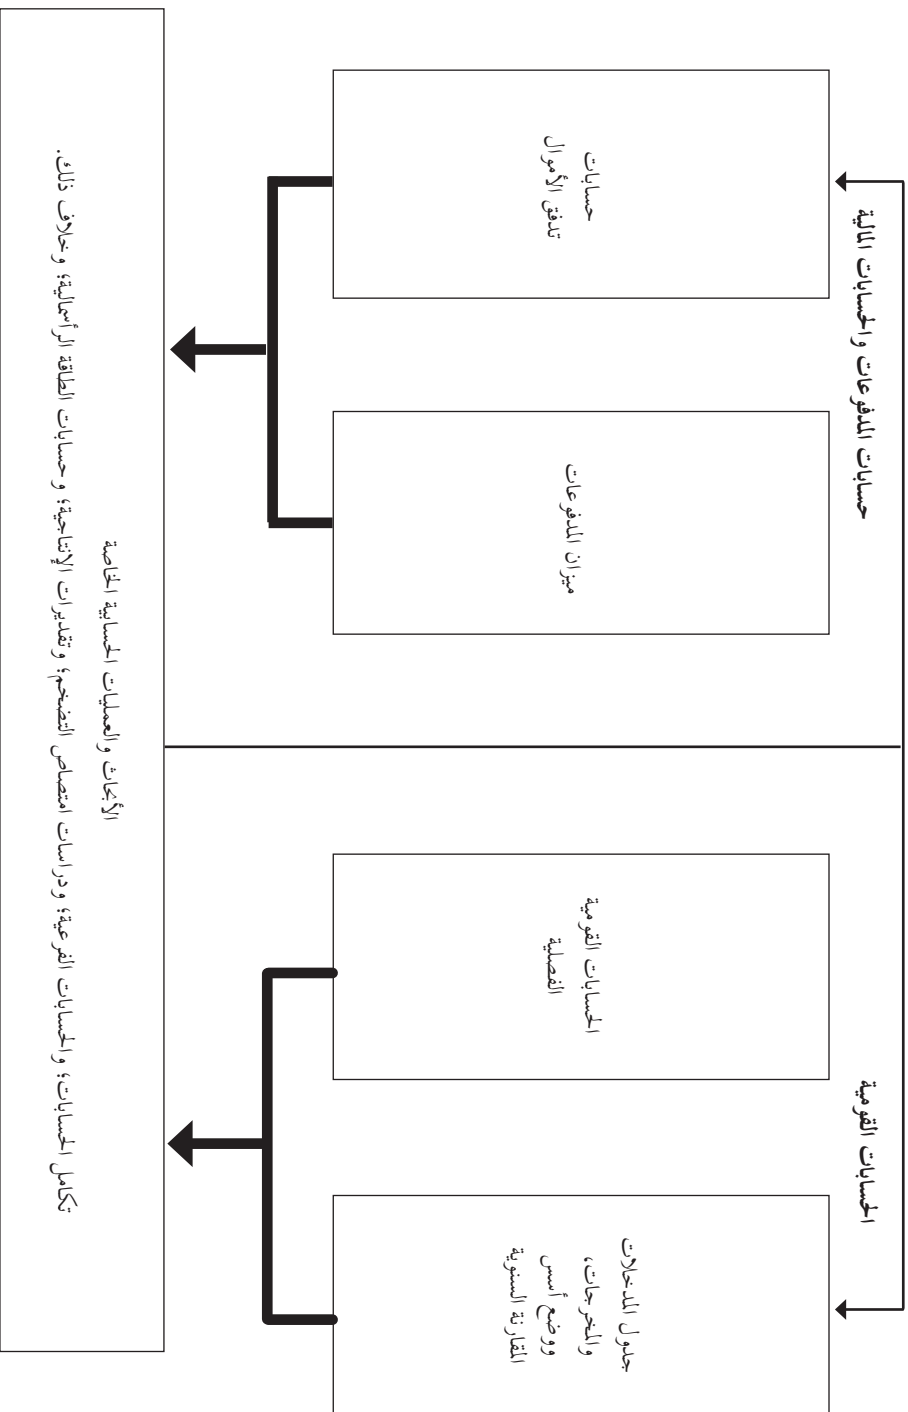 الحسابات القومية
حسابات المدفوعات والحسابات المالية
جدول المدخلات
والمخرجات،
ووضع أسس
المقارنة السنوية
الحسابات القومية
الفصلية
ميزان المدفوعات
حسابات
تدفق الأموال
الأبحاث والعمليات الحسابية الخاصة
تكامل الحسابات؛ والحسابات الفرعية؛ ودراسات امتصاص التضخم؛ وتقديرات الإنتاجية؛ وحسابات الطاقة الرأسمالية؛ وخلاف ذلك.